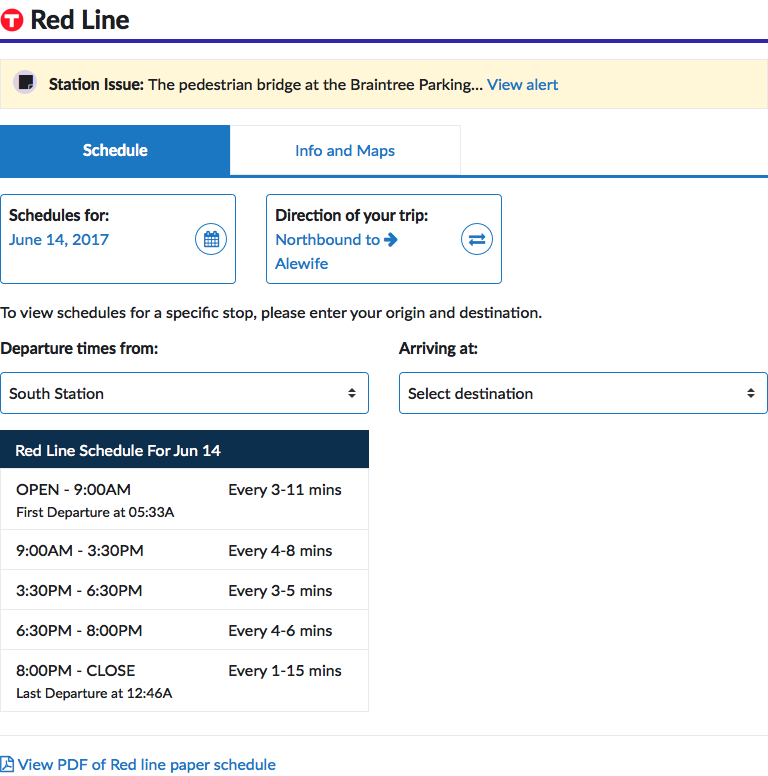 T Red Line
Station Issue: The pedestrian bridge at the Braintree Parking... View alert
Schedule
Info and Maps
Schedules for:
June 14, 2017
Direction of your trip:
Northbound to
Alewife
To view schedules for a specific stop, please enter your origin and destination.
Departure times from:
South Station
Arriving at:
Select destination
Red Line Schedule For Jun 14
OPEN - 9:00AM Every 3-11 mins
First Departure at 05:33A
9:00AM - 3:30PM Every 4-8 mins
3:30PM - 6:30PM Every 3-5 mins
6:30PM - 8:00PM Every 4-6 mins
8:00PM - CLOSE Every 1-15 mins
Last Departure at 12:46A
View PDF of Red line paper schedule